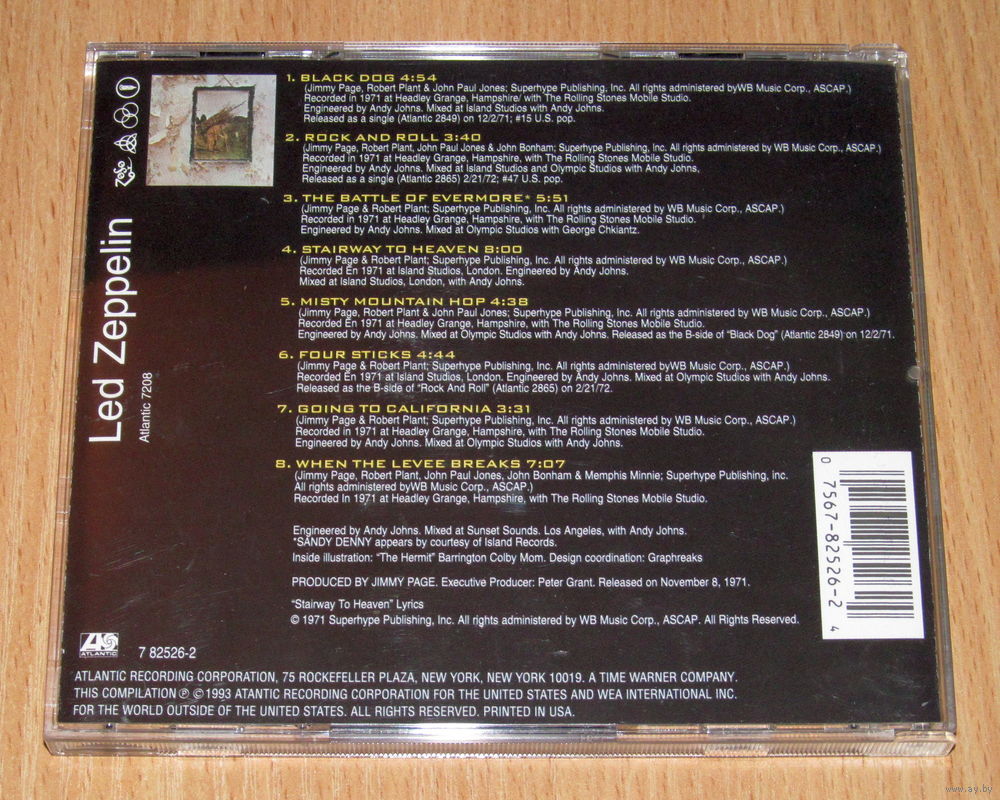 1. BLACK DOG 4:54
(Jimmy Page, Robert Plant & John Paul Jones; Superhype Publishing, Inc. All rights administered byWB Music Corp., ASCAP.)
Recorded in 1971 at Headley Grange, Hampshire/ with The Rolling Stones Mobile Studio.
Engineered by Andy Johns. Mixed at Island Studios with Andy Johns.
Released as a single (Atlantic 2849) on 12/2/71; #15 U.S. pop.
2. ROCK AND ROLL 3:40
(Jimmy Page, Robert Plant, John Paul Jones & John Bonham; Superhype Publishing, Inc. All rights administered by WB Music Corp., ASCAP.)
Recorded in 1971 at Headley Grange, Hampshire, with The Rolling Stones Mobile Studio.
Engineered by Andy Johns. Mixed at Island Studios and Olympic Studios with Andy Johns,
Released as a single (Atlantic 2865) 2/21/72; #47 U.S. pop.
3. THE BATTLE OF EVERMORE* 5:51
(Jimmy Page & Robert Plant; Superhype Publishing, Inc. All rights administered by WB Music Corp., ASCAP.)
Recorded in 1971 at Headley Grange, Hampshire, with The Rolling Stones Mobile Studio.
Engineered by Andy Johns. Mixed at Olympic Studios with George Chkiantz.
4. STAIRWAY TO HEAVEN 8:00
(Jimmy Page & Robert Plant; Superhype Publishing, Inc. All rights administered by WB Music Corp., ASCAP.)
Recorded En 1971 at Island Studios, London. Engineered by Andy Johns.
Mixed at Island Studios, London, with Andy Johns.
5. MISTY MOUNTAIN HOP 4:38
(Jimmy Page, Robert Plant & John Paul Jones; Superhype Publishing, Inc. All rights administered by WB Music Corp., ASCAP.)
Recorded En 1971 at Headley Grange, Hampshire, with The Rolling Stones Mobile Studio.
Engineered by Andy Johns. Mixed at Olympic Studios with Andy Johns. Released as the B-side of "Black Dog" (Atlantic 2849) on 12/2/71.
6. FOUR STICKS 4:44
(Jimmy Page & Robert Plant; Superhype Publishing, Inc. All rights administered byWB Music Corp., ASCAP.)
Recorded En 1971 at Island Studios, London. Engineered by Andy Johns. Mixed at Olympic Studios with Andy Johns.
Released as the B-side of "Rock And Roll" (Atlantic 2865) on 2/21/72.
7. GOING TO CALIFORNIA 3:31
(Jimmy Page & Robert Plant; Superhype Publishing, Inc. All rights administered by WB Music Corp., ASCAP.)
Recorded in 1971 at Headley Grange, Hampshire, with The Rolling Stones Mobile Studio.
Engineered by Andy Johns. Mixed at Olympic Studios with Andy Johns.
8. WHEN THE LEVEE BREAKS 7:07
(Jimmy Page, Robert Plant, John Paul Jones, John Bonham & Memphis Minnie; Superhype Publishing, inc.
All rights administered byWB Music Corp., ASCAP.)
Recorded In 1971 at Headley Grange, Hampshire, with The Rolling Stones Mobile Studio.
Engineered by Andy Johns. Mixed at Sunset Sounds. Los Angeles, with Andy Johns.
*SANDY DENNY appears by courtesy of Island Records.
Inside illustration: "The Hermit" Barrington Colby Mom. Design coordination: Graphreaks
PRODUCED BY JIMMY PAGE. Executive Producer: Peter Grant. Released on November 8, 1971.
"Stairway To Heaven" Lyrics
© 1971 Superhype Publishing, Inc. All rights administered by WB Music Corp., ASCAP. All Rights Reserved.
Led Zeppelin
Atlantic 7208
0 7567-82526-2 4
ATLANTIC
7 82526-2
ATLANTIC RECORDING CORPORATION, 75 ROCKEFELLER PLAZA, NEW YORK, NEW YORK 10019. A TIME WARNER COMPANY.
THIS COMPILATION ℗ © 1993 ATANTIC RECORDING CORPORATION FOR THE UNITED STATES AND WEA INTERNATIONAL INC.
FOR THE WORLD OUTSIDE OF THE UNITED STATES. ALL RIGHTS RESERVED. PRINTED IN USA.
www.ay.by